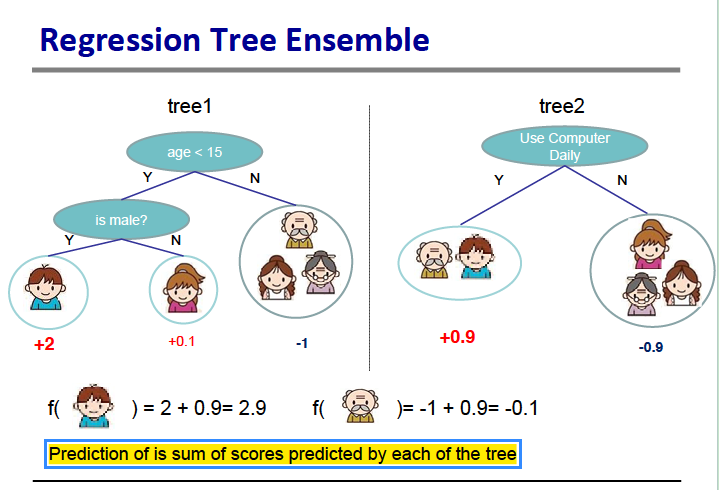 Regression Tree Ensemble
tree1
tree2
age < 15
Use Computer
Daily
Y
N
Y
N
is male?
Y
N
+2
+0.1
-1
+0.9
-0.9
f( ) = 2 + 0.9= 2.9
f( )= -1 + 0.9= -0.1
Prediction of is sum of scores predicted by each of the tree